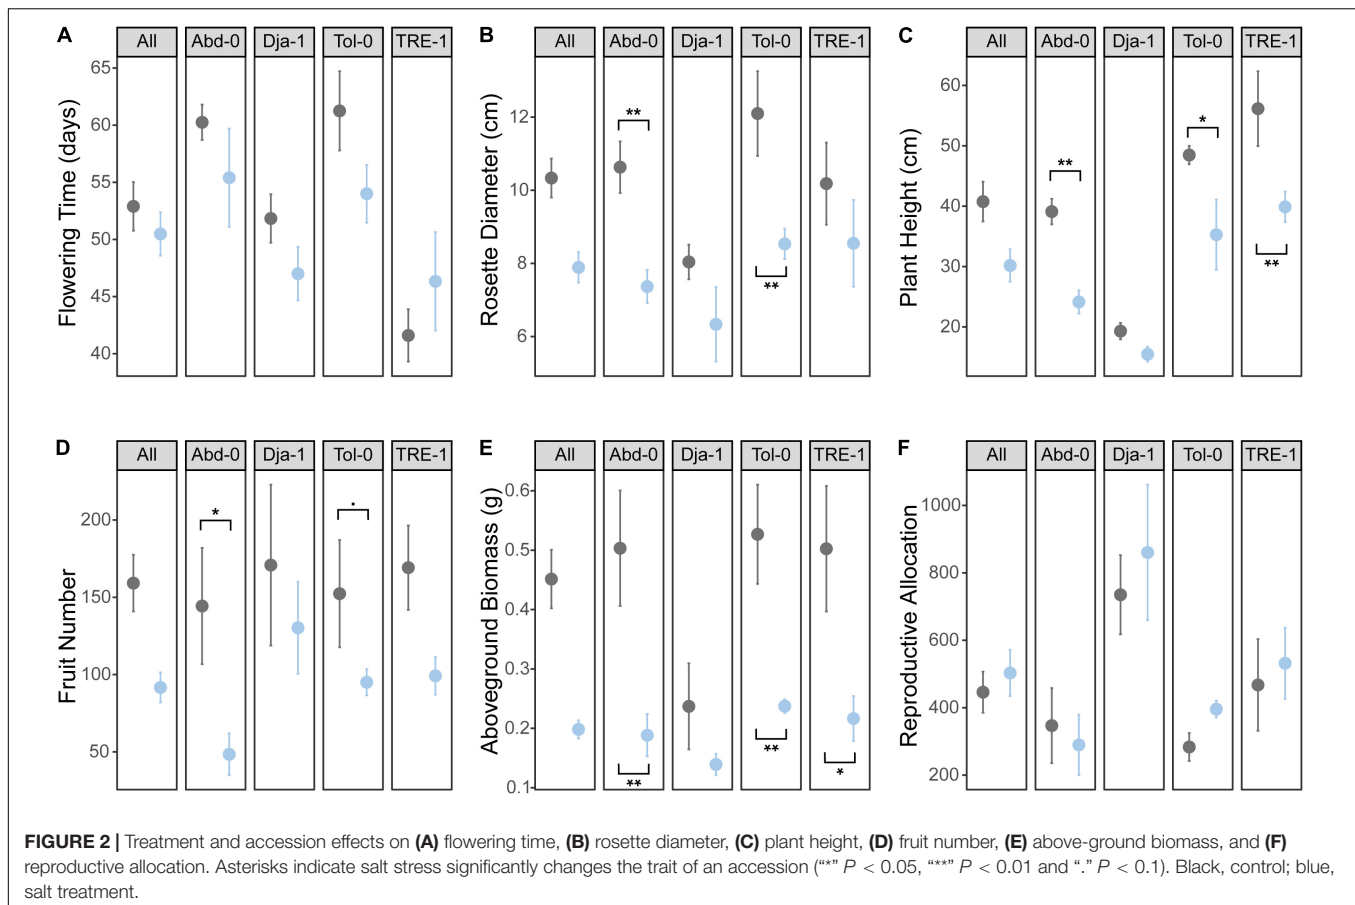 A
All Abd-0 Dja-1 Tol-0 TRE-1
Flowering Time (days)
65
60
55
50
45
40
B
All Abd-0 Dja-1 Tol-0 TRE-1
Rosette Diameter (cm)
12
10
8
6
**
**
C
All Abd-0 Dja-1 Tol-0 TRE-1
Plant Height (cm)
60
50
40
30
20
**
*
**
D
All Abd-0 Dja-1 Tol-0 TRE-1
Fruit Number
200
150
100
50
*
.
E
All Abd-0 Dja-1 Tol-0 TRE-1
Aboveground Biomass (g)
0.6
0.5
0.4
0.3
0.2
0.1
**
**
*
F
All Abd-0 Dja-1 Tol-0 TRE-1
Reproductive Allocation
1000
800
600
400
200
FIGURE 2 | Treatment and accession effects on (A) flowering time, (B) rosette diameter, (C) plant height, (D) fruit number, (E) above-ground biomass, and (F)
reproductive allocation. Asterisks indicate salt stress significantly changes the trait of an accession (“*” P < 0.05, “**” P < 0.01 and “.” P < 0.1). Black, control; blue,
salt treatment.